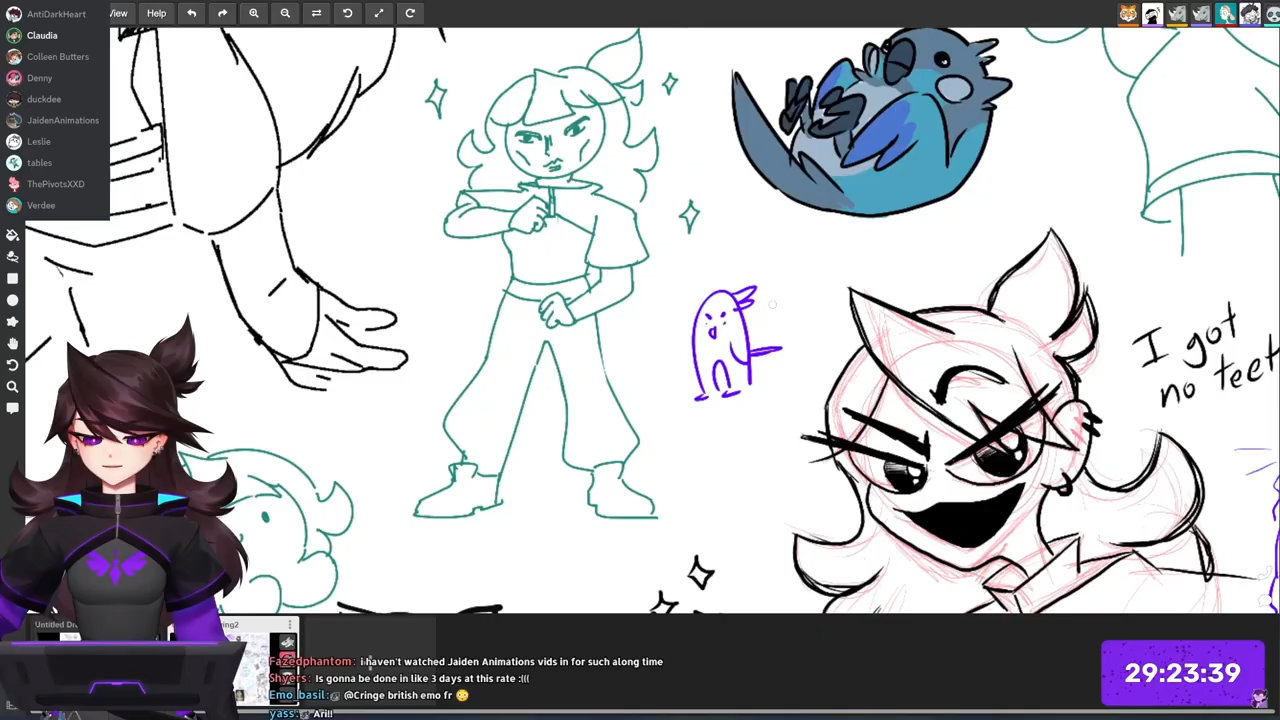 AntiDarkHeart
Claudia
Colleen Butters
Denny
duckdee
JaidenAnimations
Leslie
tables
ThePivotsXXD
Verdee
View Help
I got
no teet
Untitled Dr
ng2
Fazedphantom: i haven't watched Jaiden Animations vids in for such along time
Shyers: Is gonna be done in like 3 days at this rate :(((
Emo_basil: @Cringe british emo fr 😳
yass: Ari!!
29:23:39